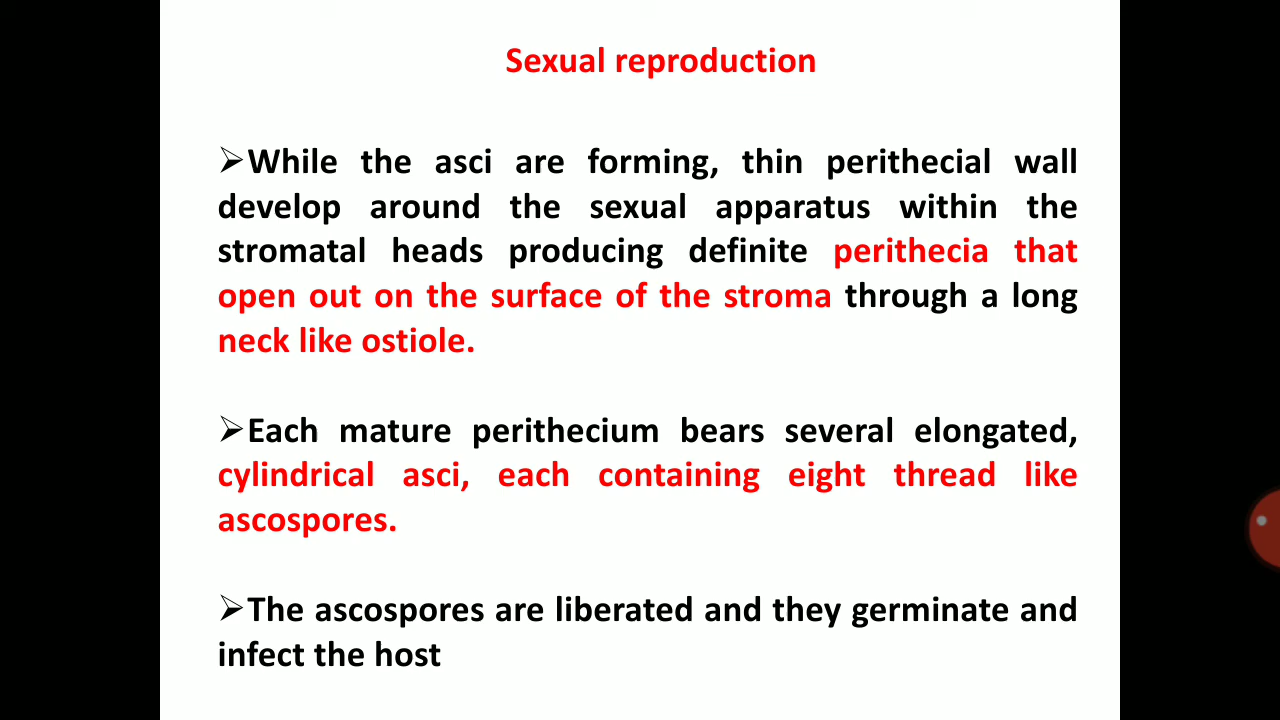 Sexual reproduction
➢While the asci are forming, thin perithecial wall
develop around the sexual apparatus within the
stromatal heads producing definite perithecia that
open out on the surface of the stroma through a long
neck like ostiole.
➢Each mature perithecium bears several elongated,
cylindrical asci, each containing eight thread like
ascospores.
➢The ascospores are liberated and they germinate and
infect the host